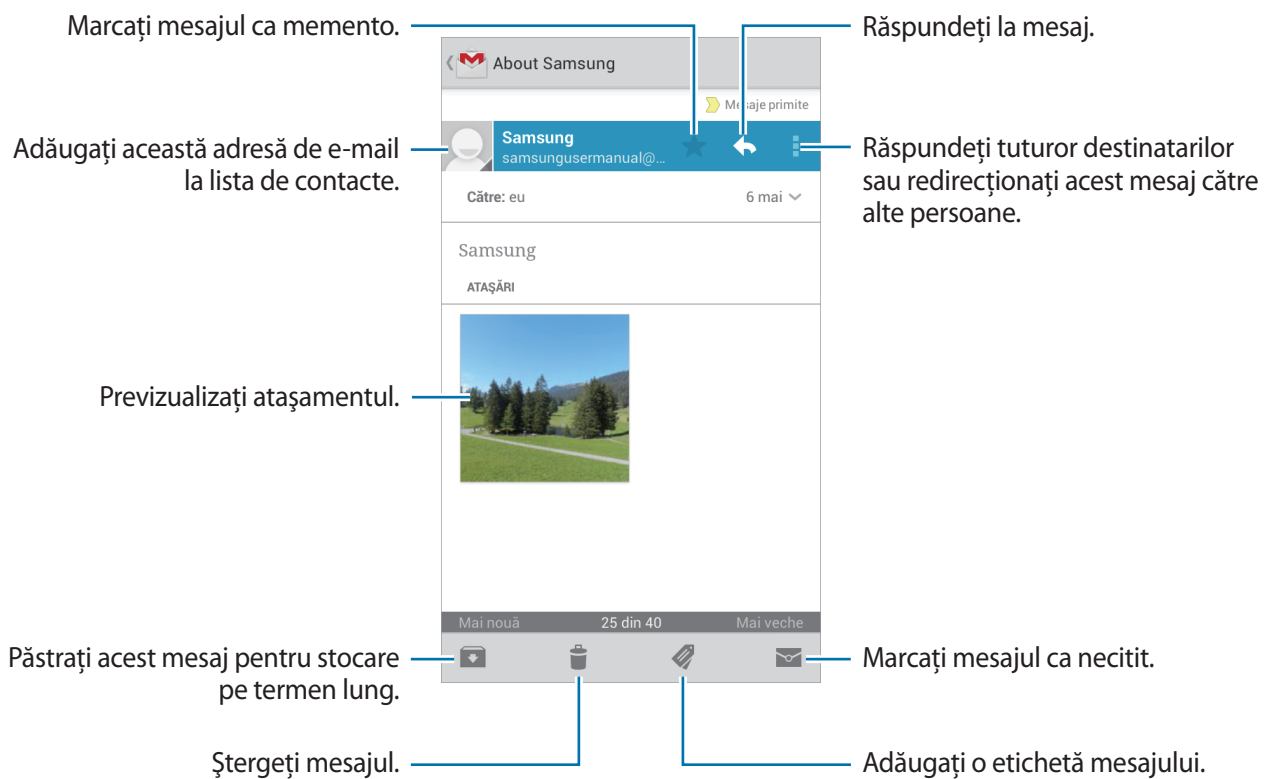 Marcați mesajul ca memento.
Răspundeți la mesaj.
About Samsung
Mesaje primite
Adăugați această adresă de e-mail
la lista de contacte.
Samsung
samsungusermanual@...
Răspundeți tuturor destinatarilor
sau redirecționați acest mesaj către
alte persoane.
Către: eu 6 mai
Samsung
ATAŞĂRI
Previzualizați ataşamentul.
Mai nouă 25 din 40 Mai veche
Păstrați acest mesaj pentru stocare
pe termen lung.
Marcați mesajul ca necitit.
Ştergeți mesajul.
Adăugați o etichetă mesajului.